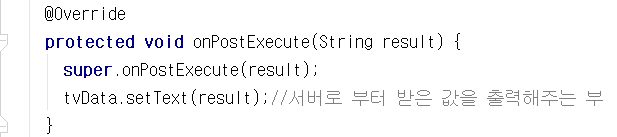 @Override
protected void onPostExecute(String result) {
super.onPostExecute(result);
tvData.setText(result);//서버로 부터 받은 값을 출력해주는 부
}